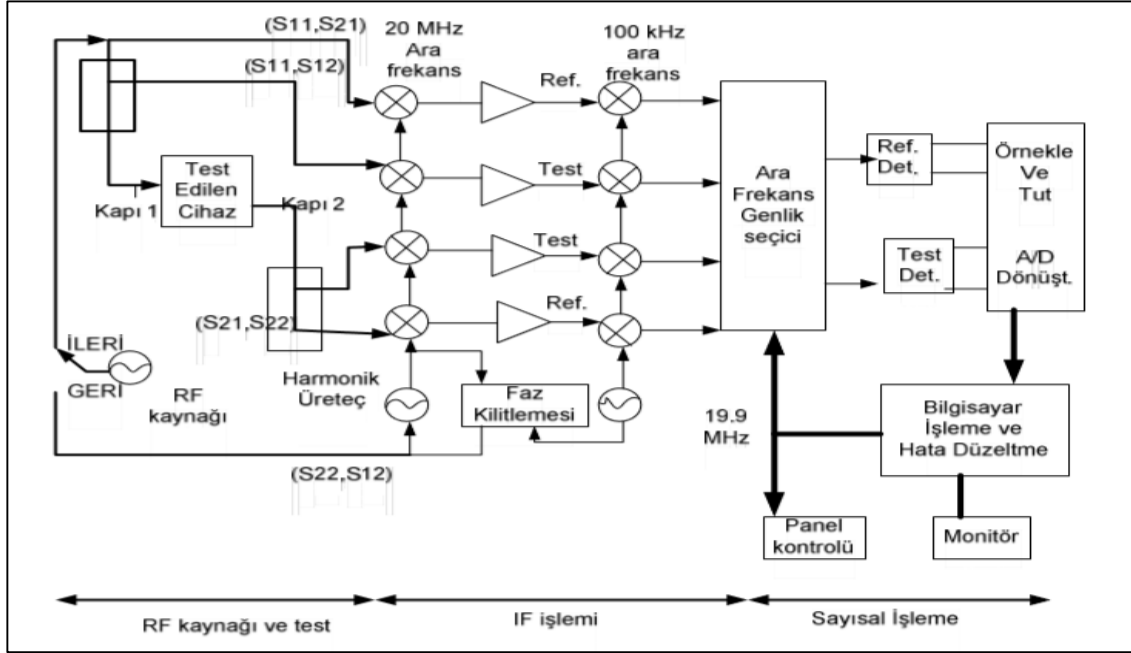 (S11,S21)
(S11,S12)
20 MHz
Ara
frekans
100 kHz
ara
frekans
Ref.
Test
Test
Ref.
Test
Edilen
Cihaz
Kapı 1
Kapı 2
(S21,S22)
İLERİ
GERİ
RF
kaynağı
Harmonik
Üreteç
Faz
Kilitlemesi
(S22,S12)
Ara
Frekans
Genlik
seçici
Ref.
Det.
Test
Det.
Örnekle
Ve
Tut
A/D
Dönüşt.
19.9
MHz
Bilgisayar
İşleme ve
Hata Düzeltme
Panel
kontrolü
Monitör
RF kaynağı ve test
IF işlemi
Sayısal İşleme